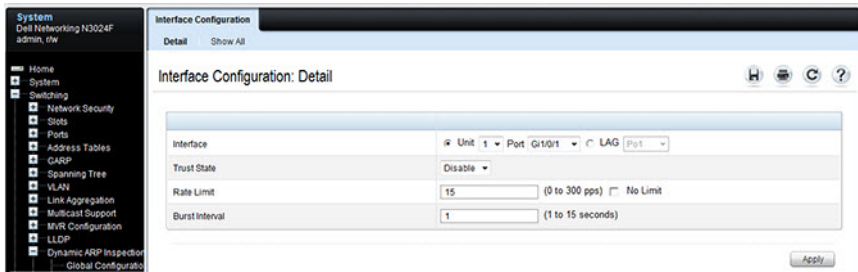 System
Dell Networking N3024F
admin, r/w
Home
System
Switching
Network Security
Slots
Ports
Address Tables
GARP
Spanning Tree
VLAN
Link Aggregation
Multicast Support
MVR Configuration
LLDP
Dynamic ARP Inspection
Global Configuratio
Interface Configuration
Detail Show All
Interface Configuration: Detail
Interface Unit 1 Port Gi1/0/1 LAG Po1
Trust State Disable
Rate Limit 15 (0 to 300 pps) No Limit
Burst Interval 1 (1 to 15 seconds)
Apply